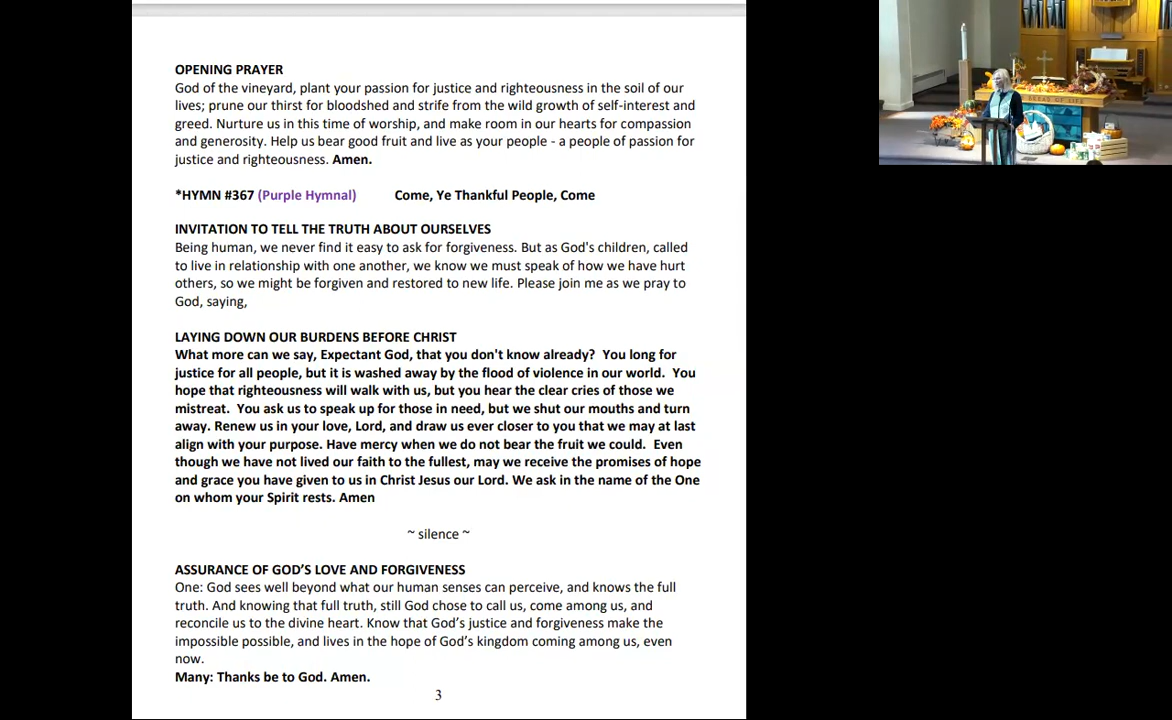 OPENING PRAYER
God of the vineyard, plant your passion for justice and righteousness in the soil of our
lives; prune our thirst for bloodshed and strife from the wild growth of self-interest and
greed. Nurture us in this time of worship, and make room in our hearts for compassion
and generosity. Help us bear good fruit and live as your people - a people of passion for
justice and righteousness. Amen.
*HYMN #367 (Purple Hymnal) Come, Ye Thankful People, Come
INVITATION TO TELL THE TRUTH ABOUT OURSELVES
Being human, we never find it easy to ask for forgiveness. But as God's children, called
to live in relationship with one another, we know we must speak of how we have hurt
others, so we might be forgiven and restored to new life. Please join me as we pray to
God, saying,
LAYING DOWN OUR BURDENS BEFORE CHRIST
What more can we say, Expectant God, that you don't know already? You long for
justice for all people, but it is washed away by the flood of violence in our world. You
hope that righteousness will walk with us, but you hear the clear cries of those we
mistreat. You ask us to speak up for those in need, but we shut our mouths and turn
away. Renew us in your love, Lord, and draw us ever closer to you that we may at last
align with your purpose. Have mercy when we do not bear the fruit we could. Even
though we have not lived our faith to the fullest, may we receive the promises of hope
and grace you have given to us in Christ Jesus our Lord. We ask in the name of the One
on whom your Spirit rests. Amen
~ silence ~
ASSURANCE OF GOD’S LOVE AND FORGIVENESS
One: God sees well beyond what our human senses can perceive, and knows the full
truth. And knowing that full truth, still God chose to call us, come among us, and
reconcile us to the divine heart. Know that God’s justice and forgiveness make the
impossible possible, and lives in the hope of God’s kingdom coming among us, even
now.
Many: Thanks be to God. Amen.
3
BREAD OF LIFE